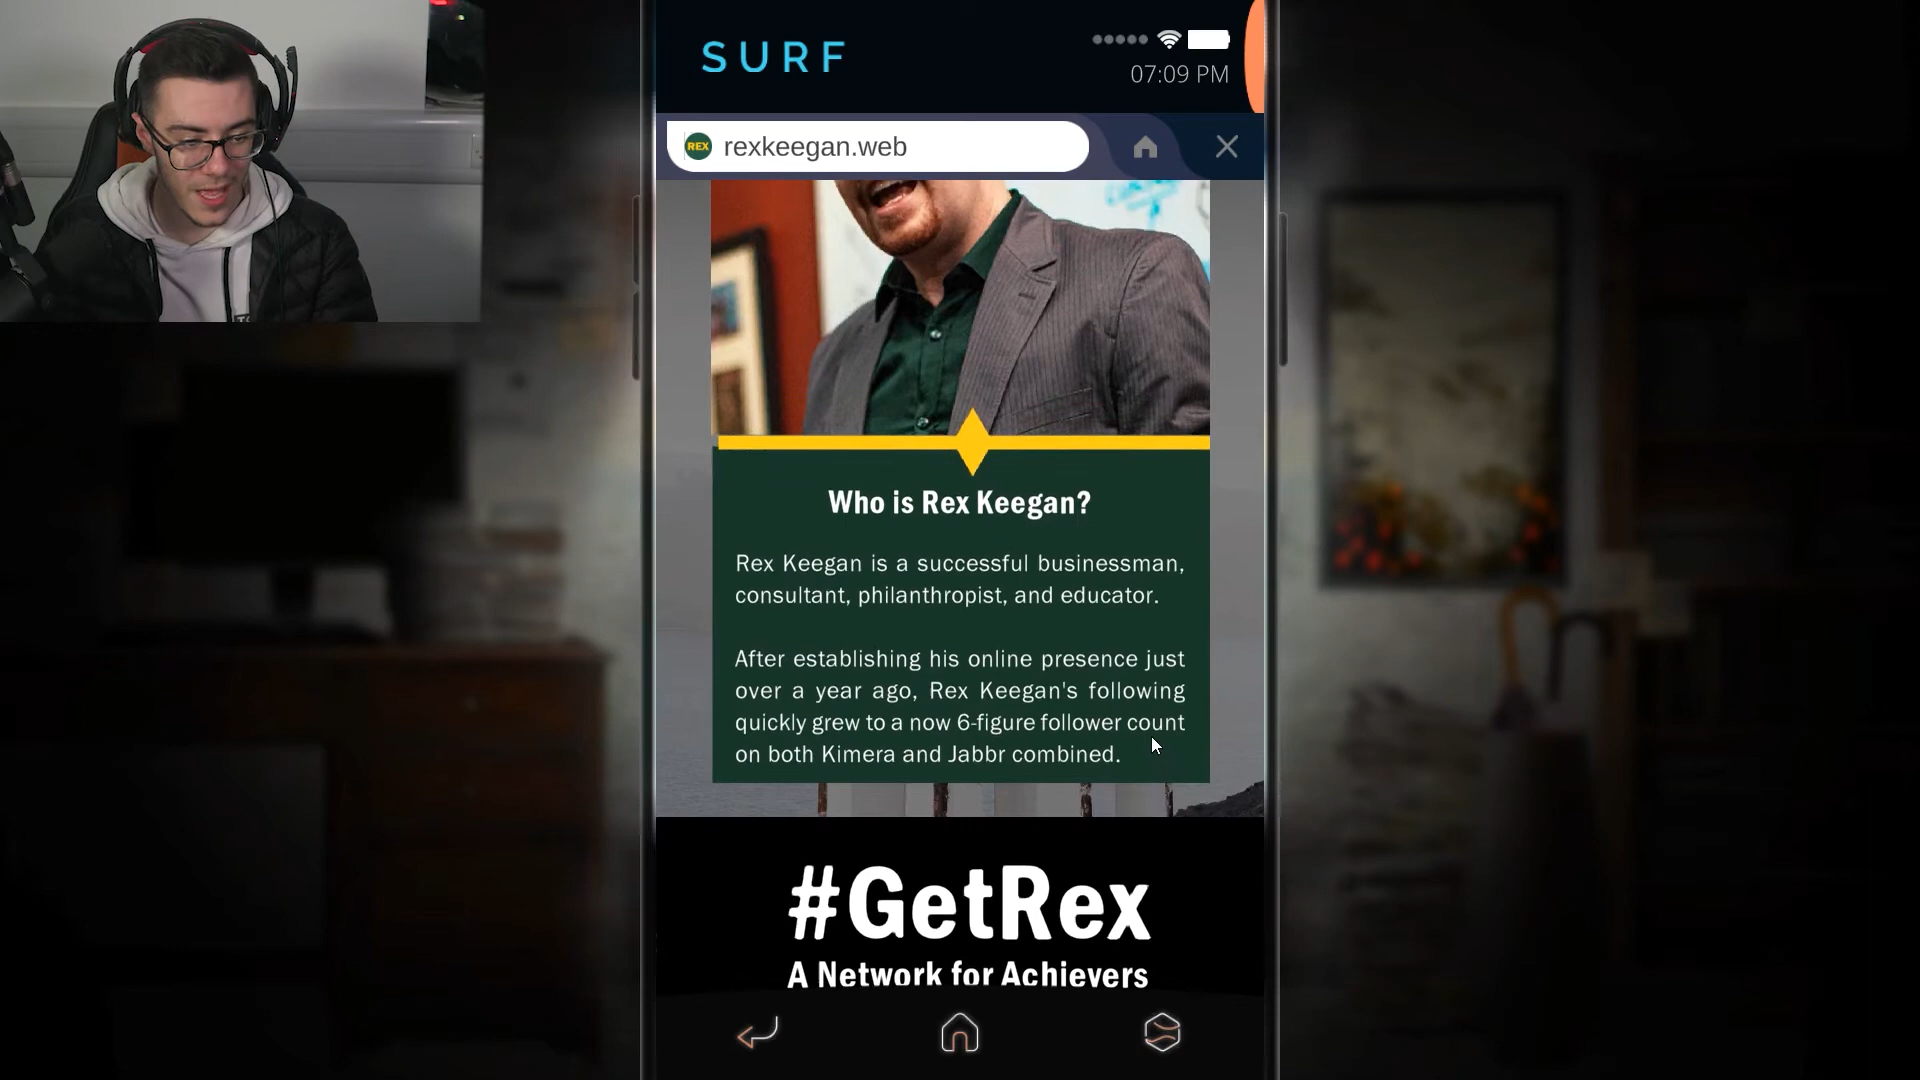 SURF
07:09 PM
REX rexkeegan.web
Who is Rex Keegan?
Rex Keegan is a successful businessman,
consultant, philanthropist, and educator.
After establishing his online presence just
over a year ago, Rex Keegan's following
quickly grew to a now 6-figure follower count
on both Kimera and Jabbr combined.
#GetRex
A Network for Achievers